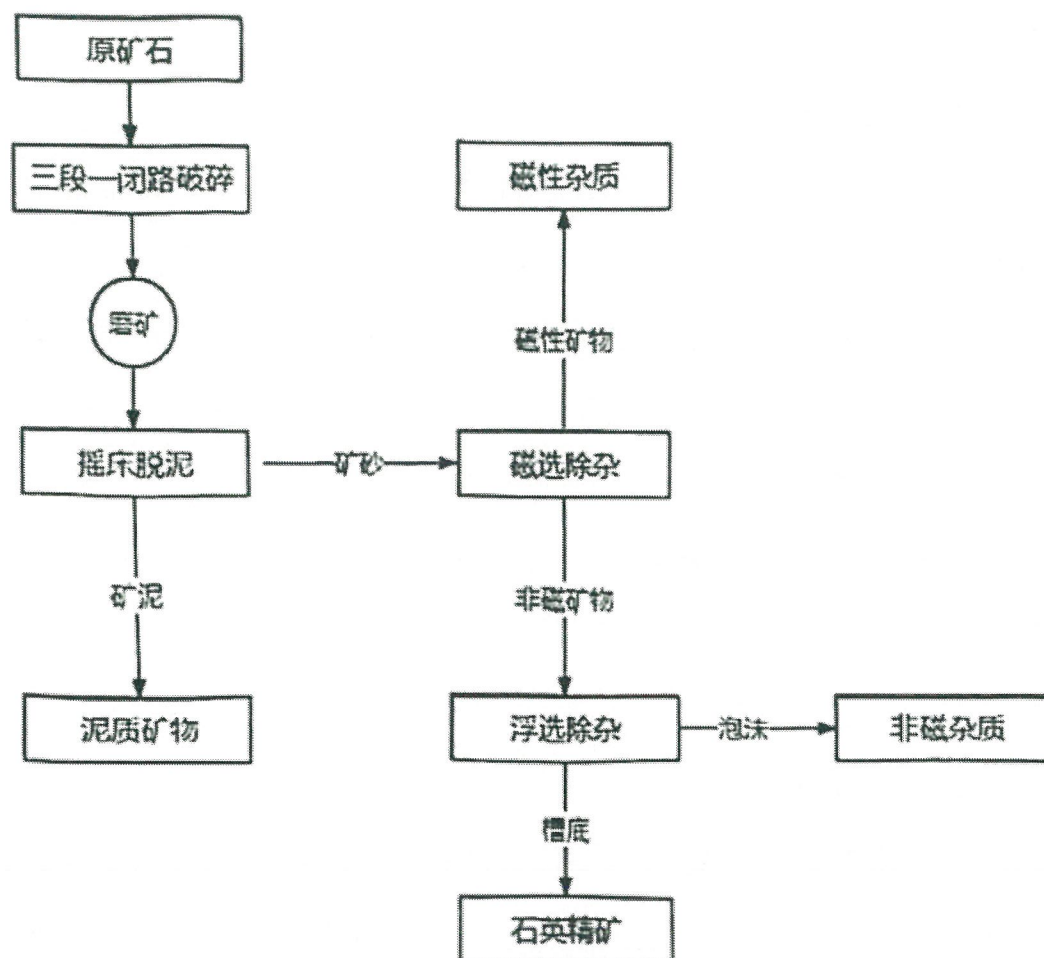 原矿石
三段一闭路破碎
磨矿
摇床脱泥
矿砂
磁选除杂
磁性矿物
磁性杂质
矿泥
泥质矿物
非磁矿物
浮选除杂
泡沫
非磁杂质
槽底
石英精矿